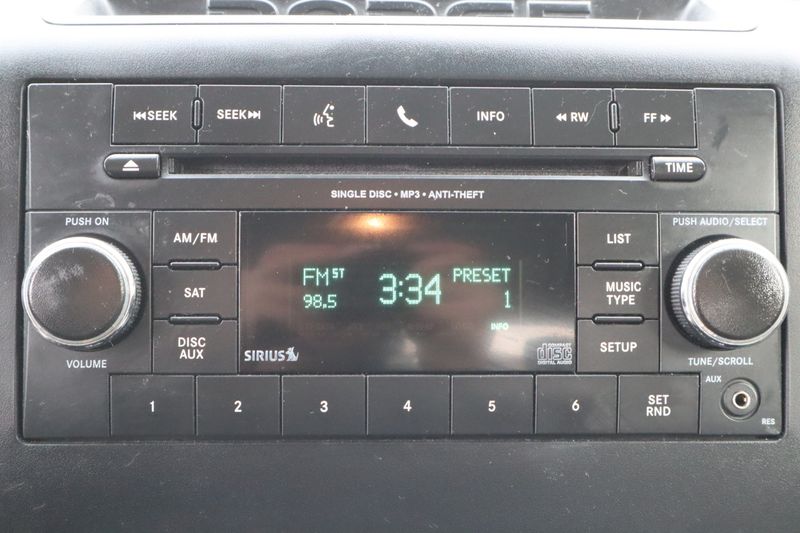 DODGE
SEEK SEEK INFO RW FF
TIME
SINGLE DISC • MP3 • ANTI-THEFT
PUSH ON
PUSH AUDIO/SELECT
AM/FM
LIST
SAT
FM ST 3:34 PRESET
98.5 1
MUSIC
TYPE
INFO
DISC
AUX
SIRIUS
COMPACT
disc
DIGITAL AUDIO
SETUP
VOLUME
TUNE/SCROLL
1 2 3 4 5 6 SET
RND
AUX
RES